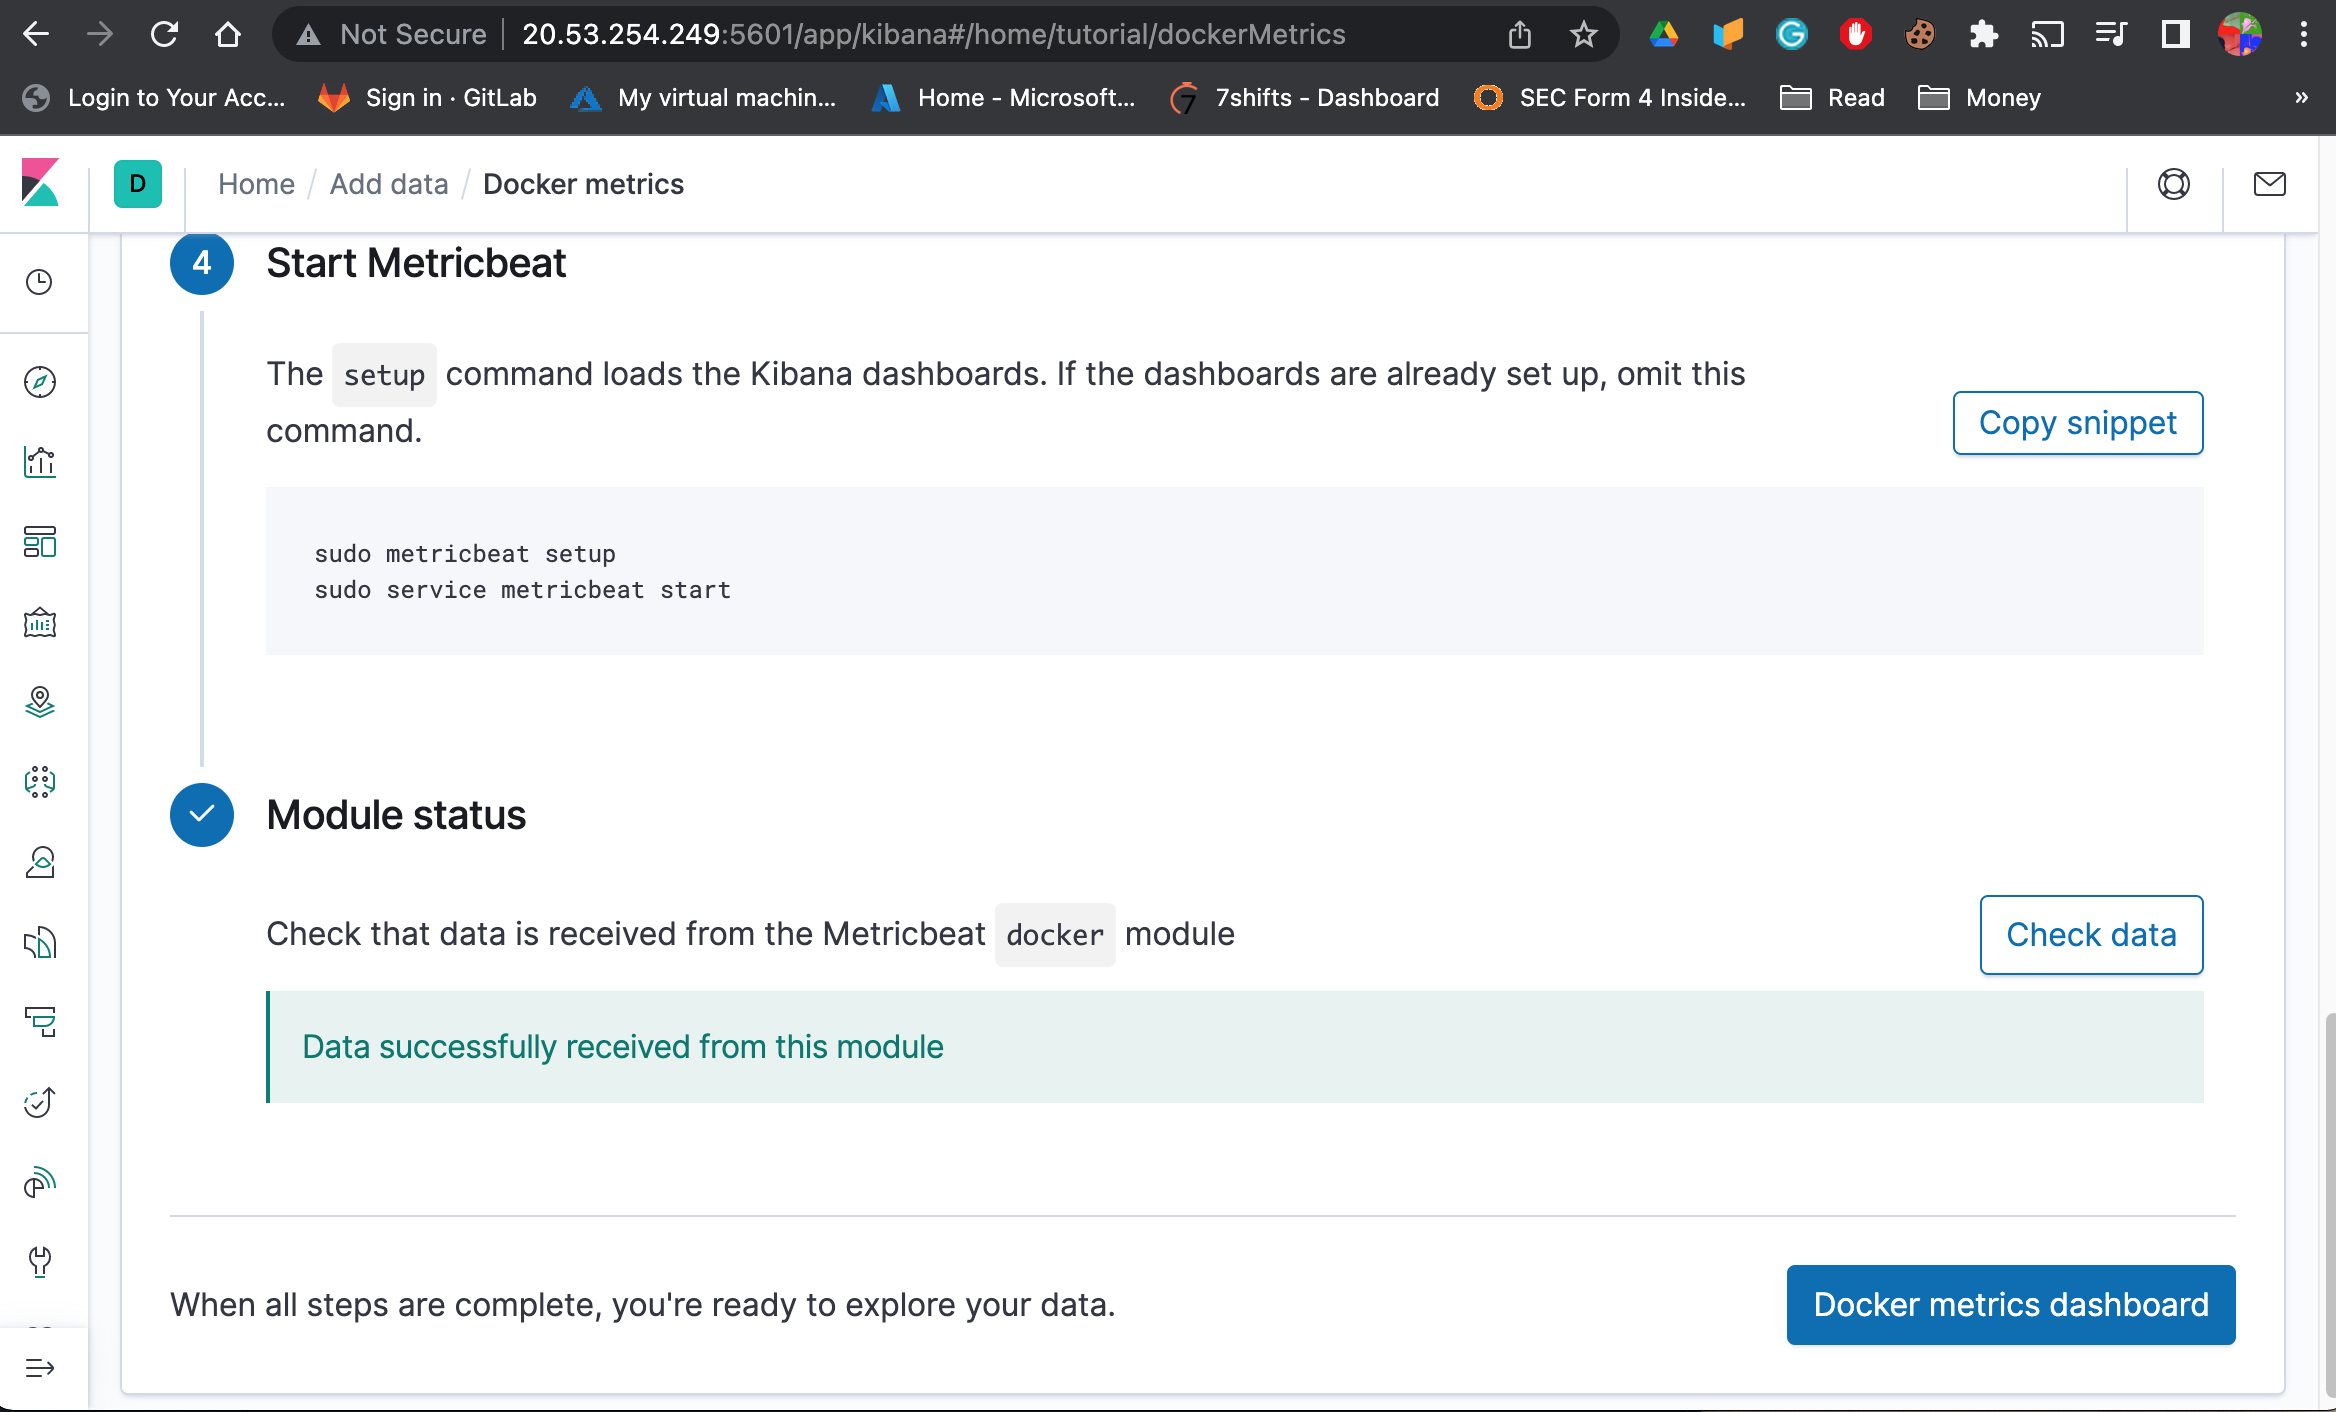 Not Secure
20.53.254.249:5601/app/kibana#/home/tutorial/dockerMetrics
Login to Your Acc...
Sign in · GitLab
My virtual machin...
Home - Microsoft...
7shifts - Dashboard
SEC Form 4 Inside...
Read
Money
»
D
Home / Add data / Docker metrics
4
Start Metricbeat
The setup command loads the Kibana dashboards. If the dashboards are already set up, omit this
command.
Copy snippet
sudo metricbeat setup
sudo service metricbeat start
Module status
Check that data is received from the Metricbeat docker module
Check data
Data successfully received from this module
When all steps are complete, you're ready to explore your data.
Docker metrics dashboard